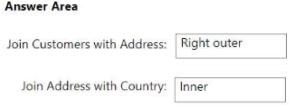 Answer Area
Join Customers with Address: Right outer
Join Address with Country: Inner